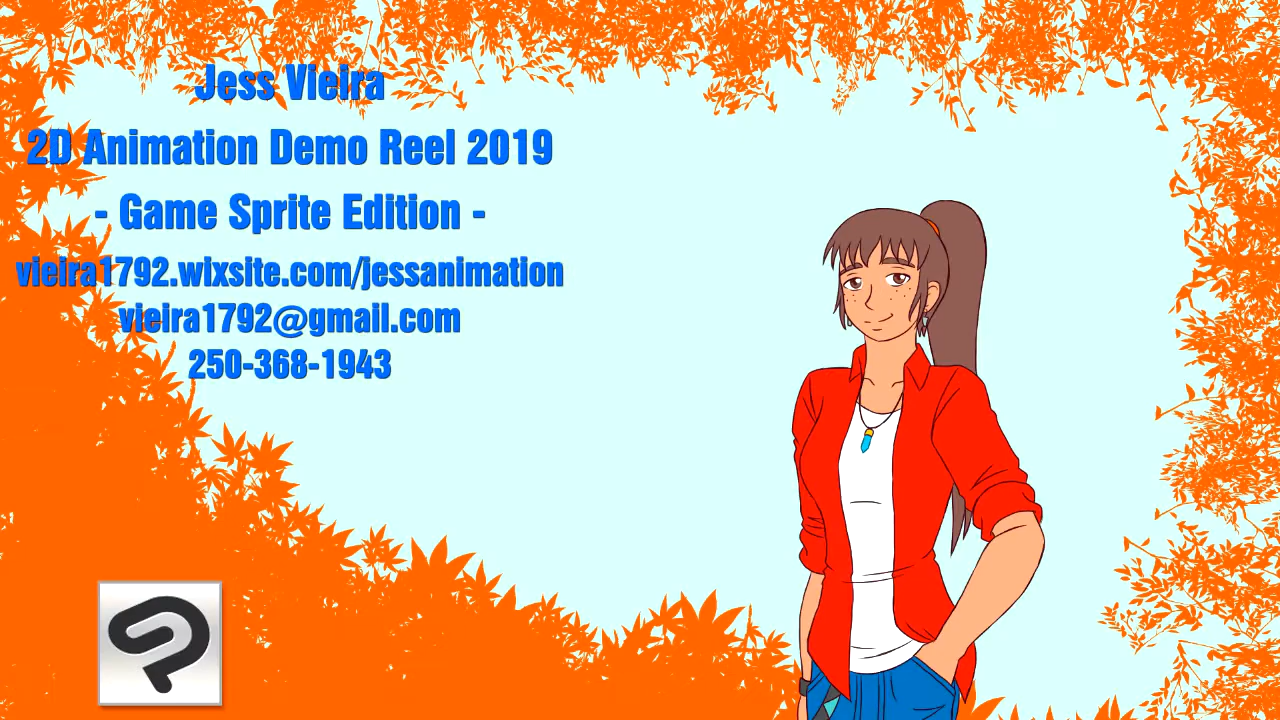 Jess Vieira
2D Animation Demo Reel 2019
- Game Sprite Edition -
vieira1792.wixsite.com/jessanimation
vieira1792@gmail.com
250-368-1943